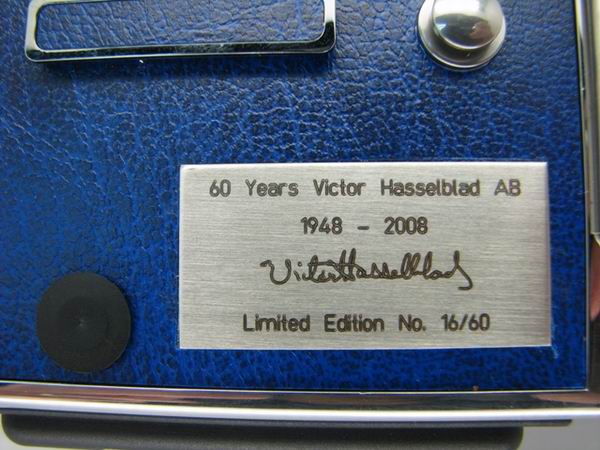 60 Years Victor Hasselblad AB
1948 - 2008
Victor Hasselblad
Limited Edition No. 16/60